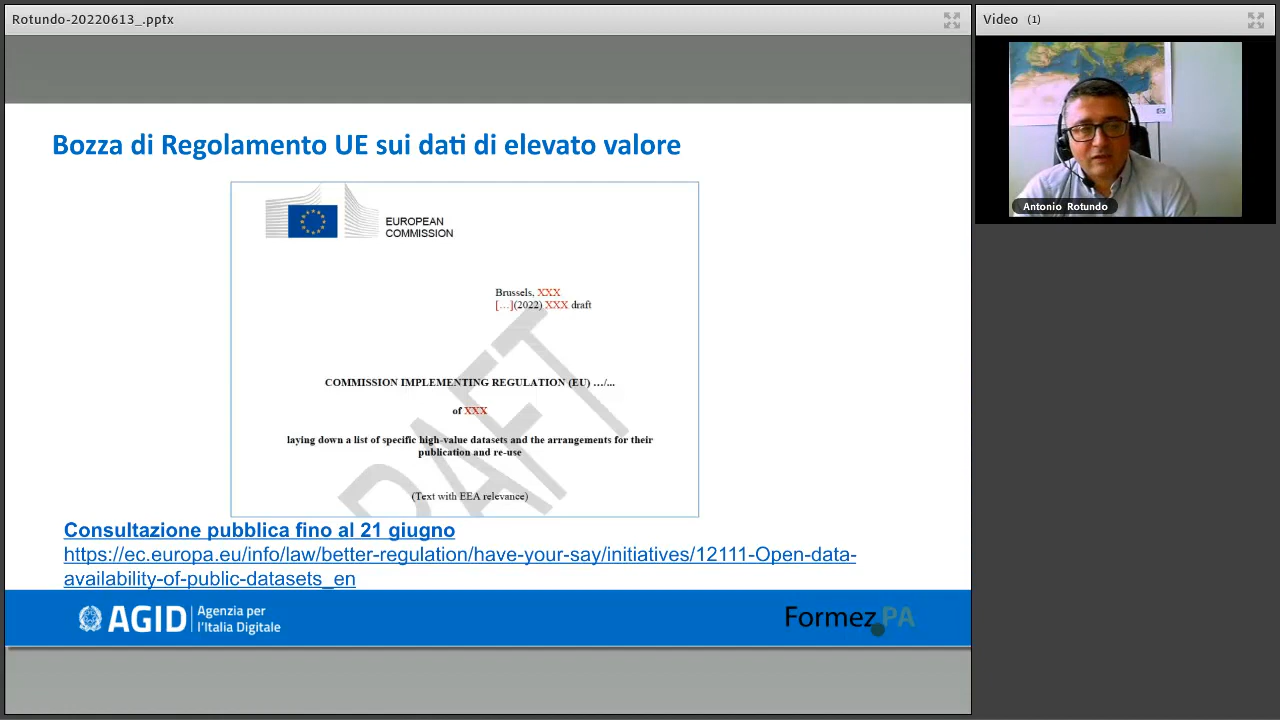 Rotundo-20220613_.pptx
Video (1)
Bozza di Regolamento UE sui dati di elevato valore
EUROPEAN
COMMISSION
Brussels, XXX
[…](2022) XXX draft
COMMISSION IMPLEMENTING REGULATION (EU) …/...
of XXX
laying down a list of specific high-value datasets and the arrangements for their
publication and re-use
(Text with EEA relevance)
DRAFT
Consultazione pubblica fino al 21 giugno
https://ec.europa.eu/info/law/better-regulation/have-your-say/initiatives/12111-Open-data-
availability-of-public-datasets_en
AGID
Agenzia per
l'Italia Digitale
Formez PA
Antonio Rotundo